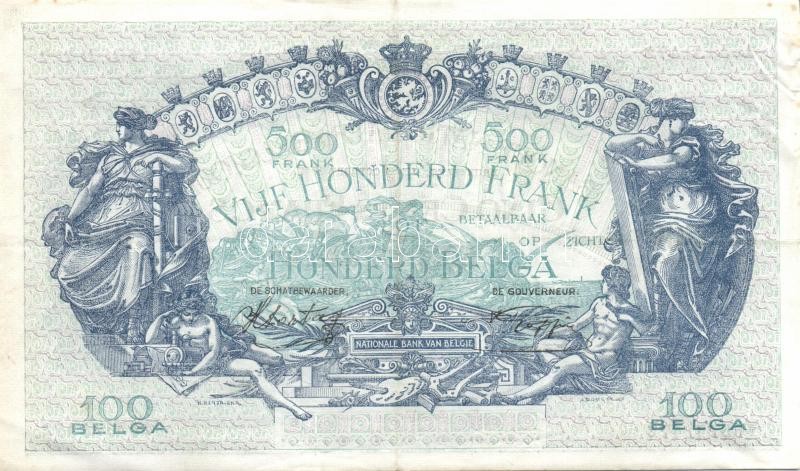 500 500
FRANK FRANK
VIJF HONDERD FRANK
BETAALBAAR
OP ZICHT
HONDERD BELGA
DE SCHATBEWAARDER. DE GOUVERNEUR.
NATIONALE BANK VAN BELGIE
100 100
BELGA BELGA